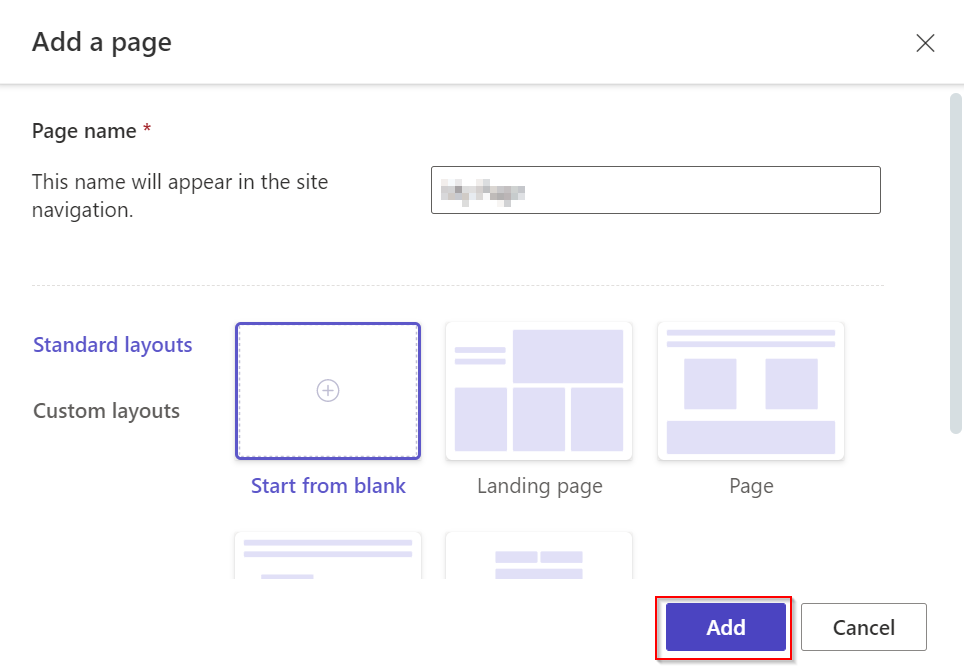 Add a page
Page name *
This name will appear in the site
navigation.
Standard layouts
Custom layouts
Start from blank
Landing page
Page
Add
Cancel